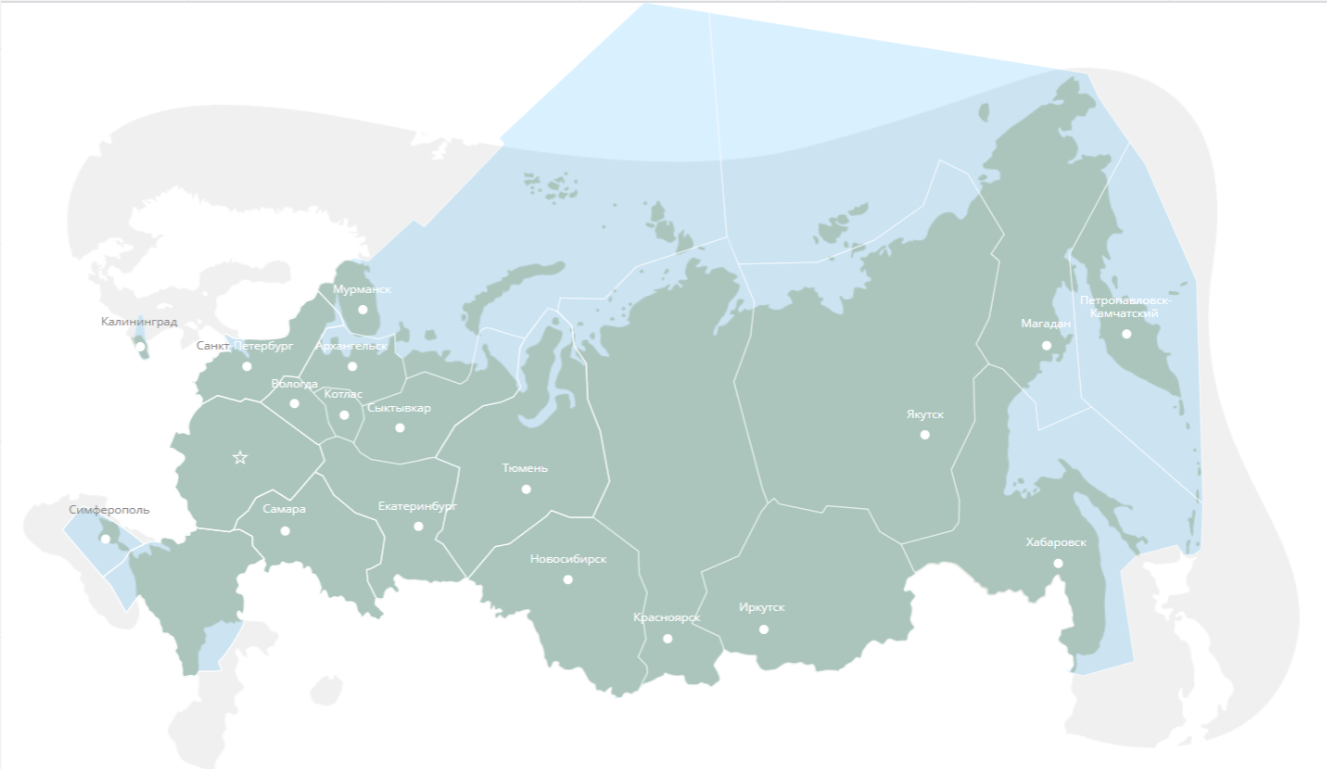 Мурманск
Калининград
Санкт-Петербург
Архангельск
Вологда
Котлас
Сыктывкар
Петропавловск-
Камчатский
Магадан
Якутск
Тюмень
Симферополь
Самара
Екатеринбург
Новосибирск
Хабаровск
Иркутск
Красноярск